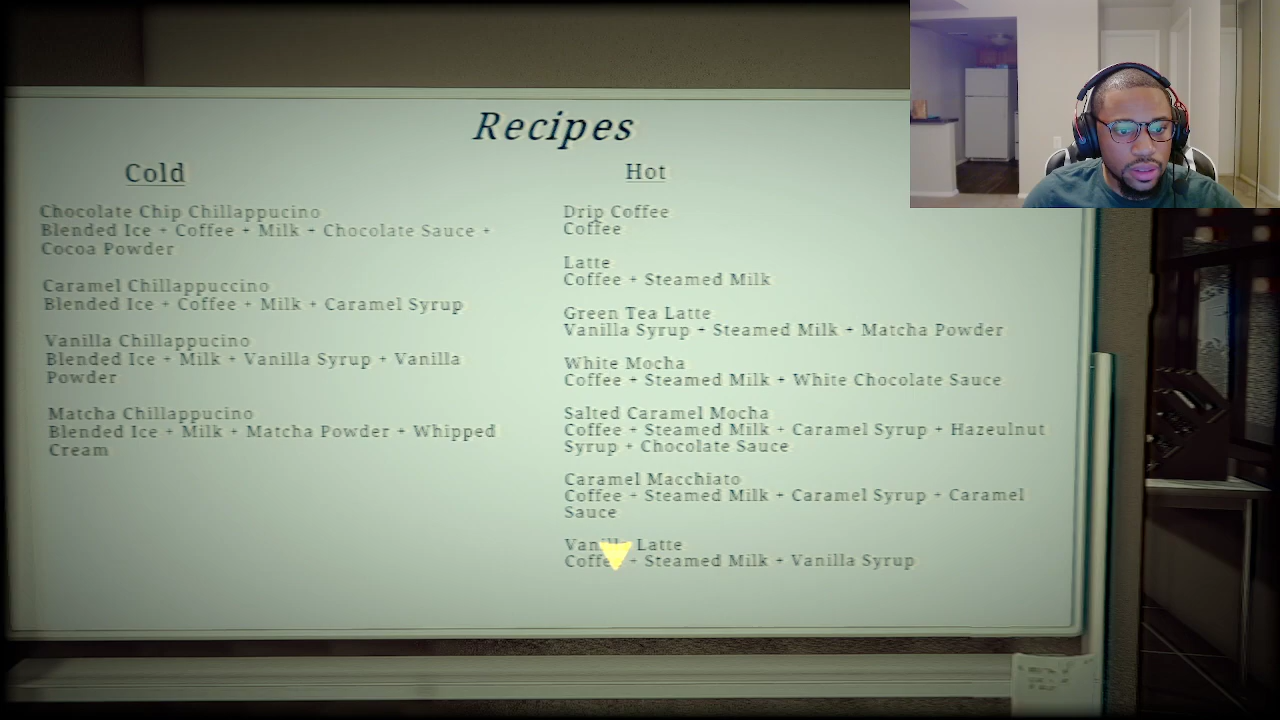 Recipes
Cold
Chocolate Chip Chillappucino
Blended Ice + Coffee + Milk + Chocolate Sauce +
Cocoa Powder
Caramel Chillappuccino
Blended Ice + Coffee + Milk + Caramel Syrup
Vanilla Chillappucino
Blended Ice + Milk + Vanilla Syrup + Vanilla
Powder
Matcha Chillappucino
Blended Ice + Milk + Matcha Powder + Whipped
Cream
Hot
Drip Coffee
Coffee
Latte
Coffee + Steamed Milk
Green Tea Latte
Vanilla Syrup + Steamed Milk + Matcha Powder
White Mocha
Coffee + Steamed Milk + White Chocolate Sauce
Salted Caramel Mocha
Coffee + Steamed Milk + Caramel Syrup + Hazeulnut
Syrup + Chocolate Sauce
Caramel Macchiato
Coffee + Steamed Milk + Caramel Syrup + Caramel
Sauce
Vanilla Latte
Coffee + Steamed Milk + Vanilla Syrup